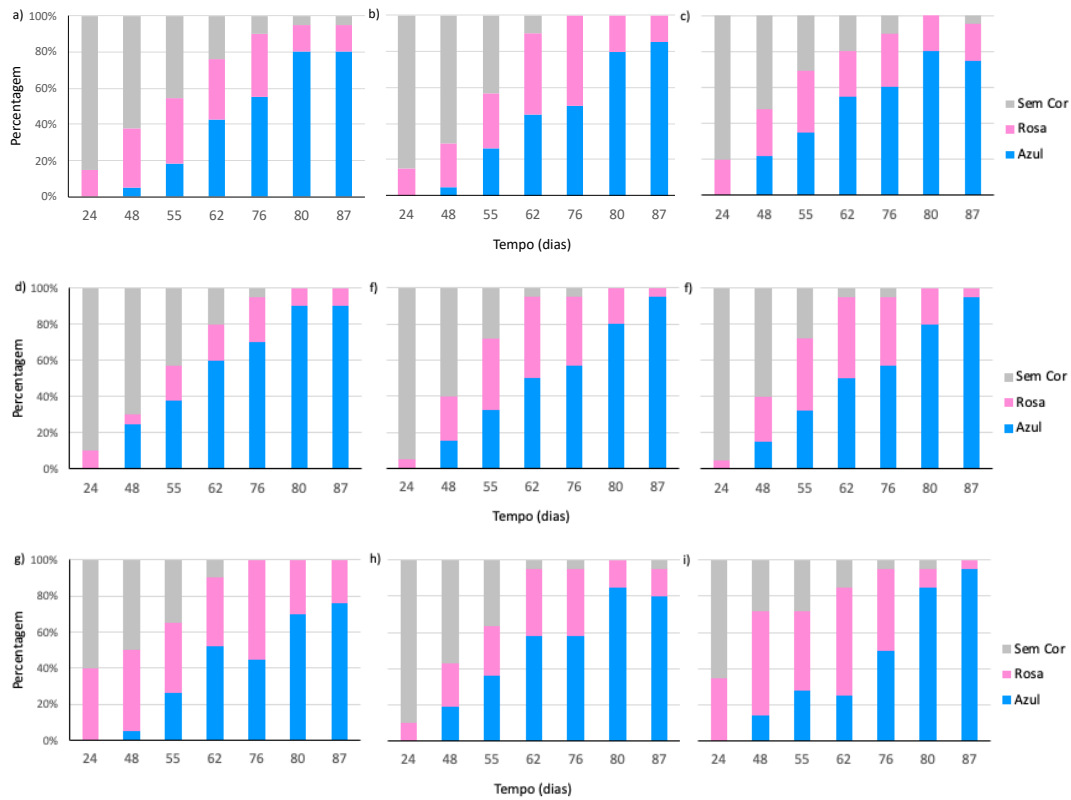 a) b) c)
100%
80%
60%
40%
20%
0%
Percentagem
24 48 55 62 76 80 87
24 48 55 62 76 80 87
24 48 55 62 76 80 87
Sem Cor
Rosa
Azul
Tempo (dias)
d) f) f)
100%
80%
60%
40%
20%
0%
Percentagem
24 48 55 62 76 80 87
24 48 55 62 76 80 87
24 48 55 62 76 80 87
Sem Cor
Rosa
Azul
Tempo (dias)
g) h) i)
100%
80%
60%
40%
20%
0%
Percentagem
24 48 55 62 76 80 87
24 48 55 62 76 80 87
24 48 55 62 76 80 87
Sem Cor
Rosa
Azul
Tempo (dias)